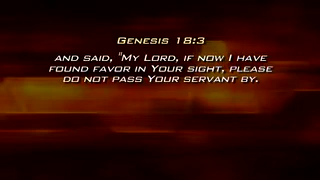 Genesis 18:3
and said, "My Lord, if now I have
found favor in Your sight, please
do not pass Your servant by.